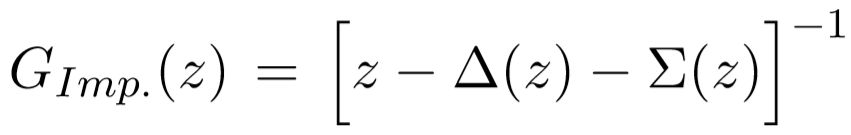 G_{Imp.}(z) = [z − Δ(z) − Σ(z)]^{−1}